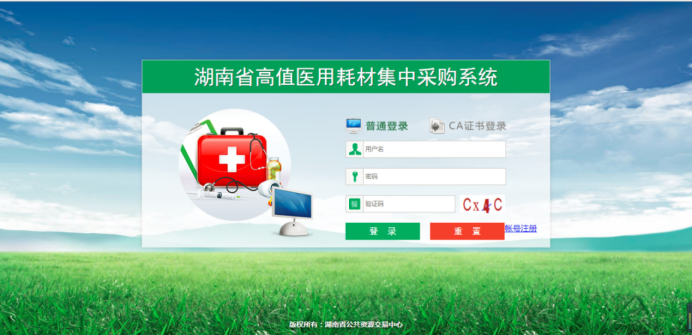 湖南省高值医用耗材集中采购系统
普通登录 CA证书登录
用户名
密码
验 验证码 Cx4C
登 录 重 置 帐号注册
版权所有：湖南省公共资源交易中心